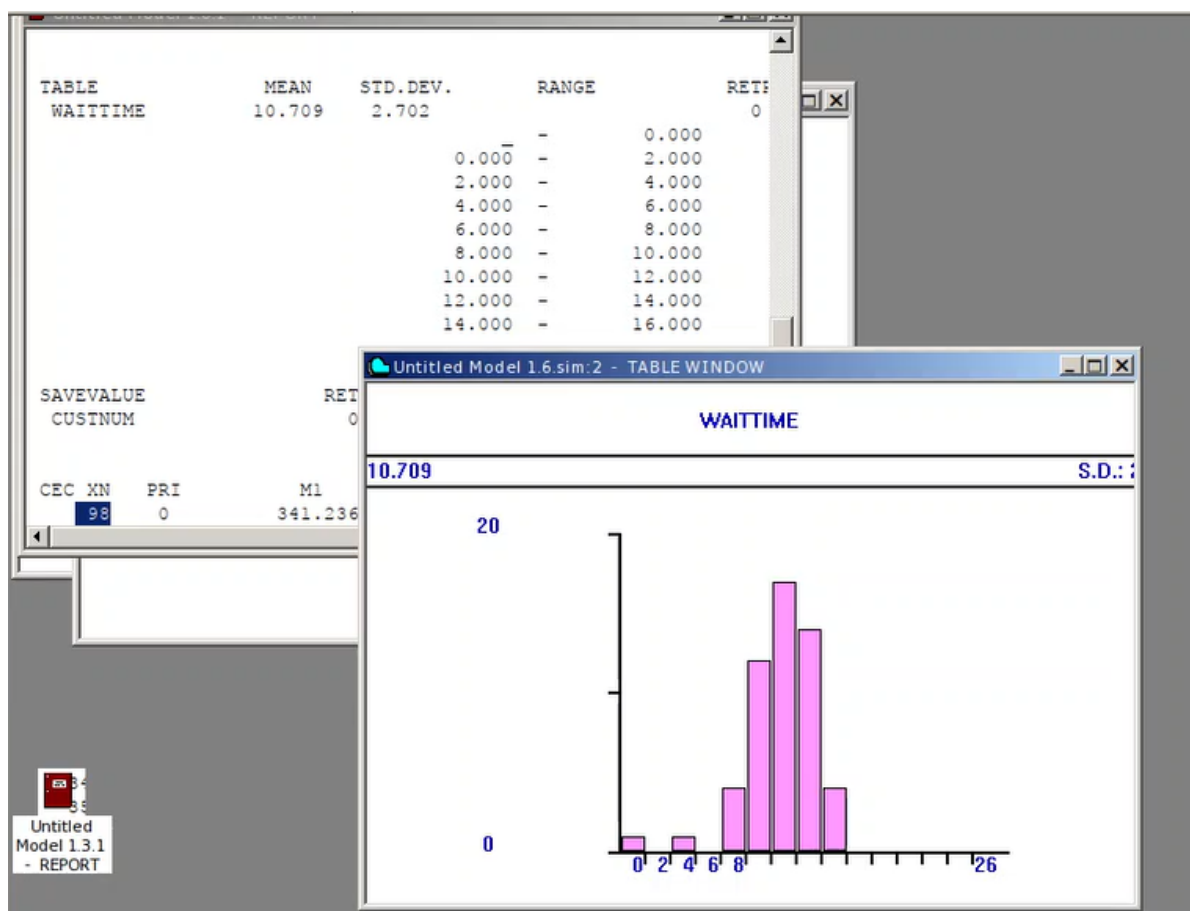 TABLE MEAN STD.DEV. RANGE
WAITTIME 10.709 2.702 0
_ - 0.000
0.000 - 2.000
2.000 - 4.000
4.000 - 6.000
6.000 - 8.000
8.000 - 10.000
10.000 - 12.000
12.000 - 14.000
14.000 - 16.000
SAVEVALUE
CUSTNUM 0
CEC XN PRI M1
98 0 341.236
Untitled Model 1.6.sim:2 - TABLE WINDOW
WAITTIME
10.709 S.D.:
20
0
0 2 4 6 8 26
Untitled
Model 1.3.1
- REPORT